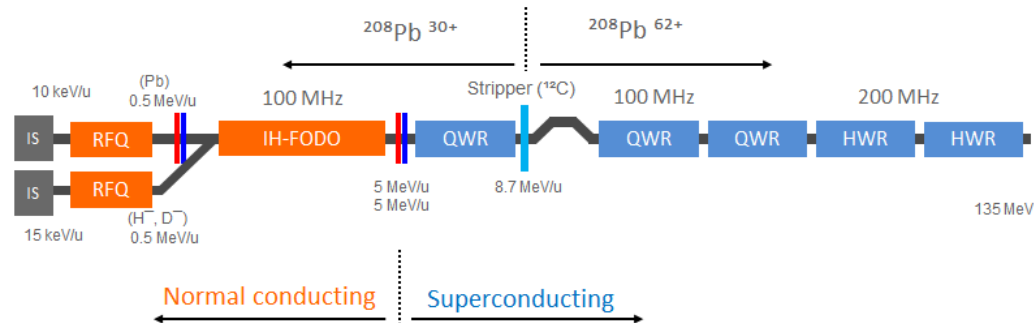 ²⁰⁸Pb ³⁰⁺ ²⁰⁸Pb ⁶²⁺
10 keV/u (Pb) 0.5 MeV/u 100 MHz Stripper (¹²C) 100 MHz 200 MHz
IS RFQ IH-FODO QWR QWR QWR HWR HWR
IS RFQ 5 MeV/u 8.7 MeV/u
5 MeV/u
15 keV/u (H⁻, D⁻) 0.5 MeV/u 135 MeV
Normal conducting Superconducting